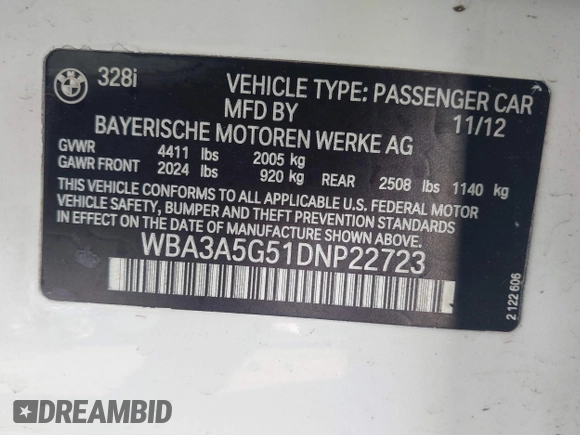 328i VEHICLE TYPE: PASSENGER CAR
MFD BY 11/12
BAYERISCHE MOTOREN WERKE AG
GVWR 4411 lbs 2005 kg
GAWR FRONT 2024 lbs 920 kg REAR 2508 lbs 1140 kg
THIS VEHICLE CONFORMS TO ALL APPLICABLE U.S. FEDERAL MOTOR
VEHICLE SAFETY, BUMPER AND THEFT PREVENTION STANDARDS
IN EFFECT ON THE DATE OF MANUFACTURE SHOWN ABOVE.
WBA3A5G51DNP22723
2 122 606
DREAMBID